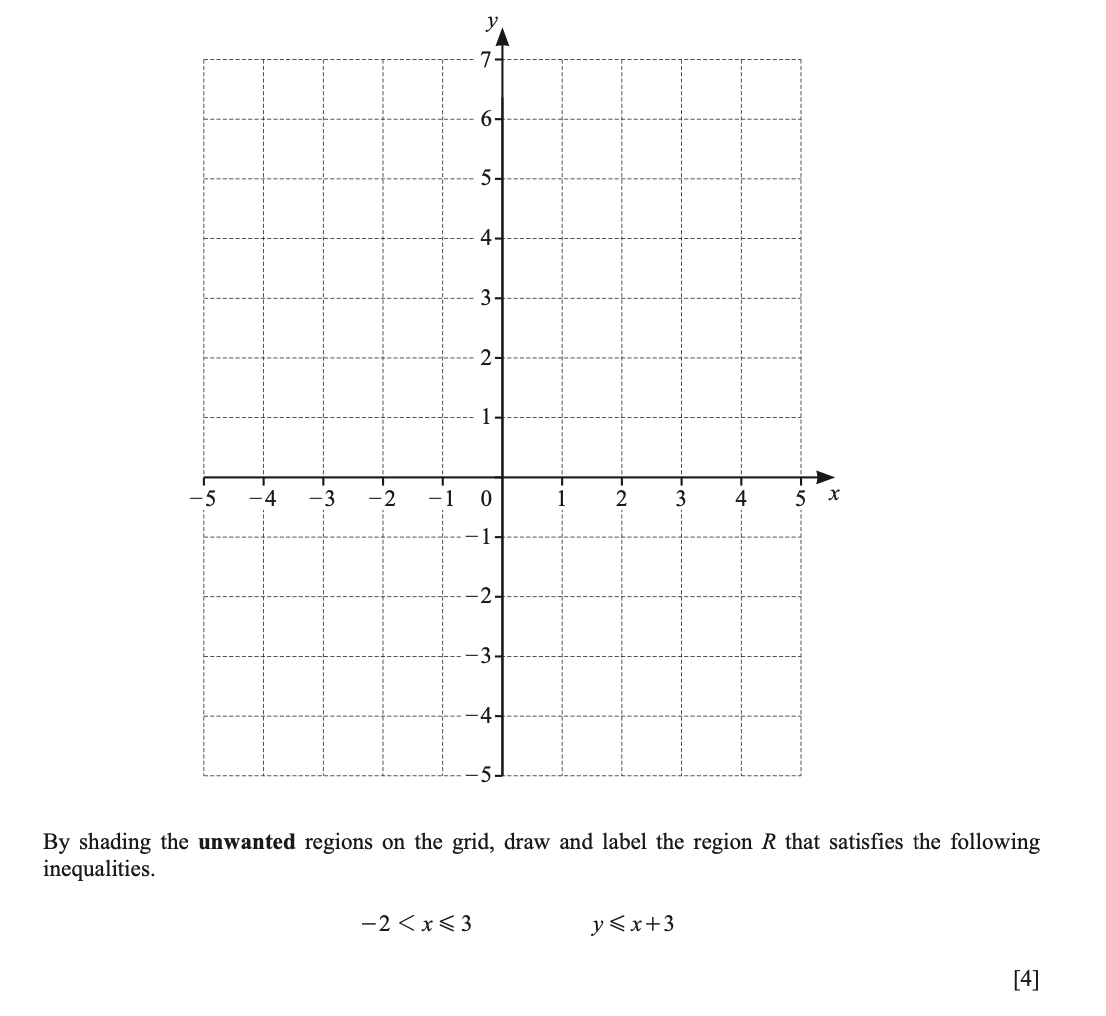 y
7
6
5
4
3
2
1
−5 −4 −3 −2 −1 0 1 2 3 4 5 x
−1
−2
−3
−4
−5
By shading the unwanted regions on the grid, draw and label the region R that satisfies the following
inequalities.
−2 < x ⩽ 3 y ⩽ x+3
[4]